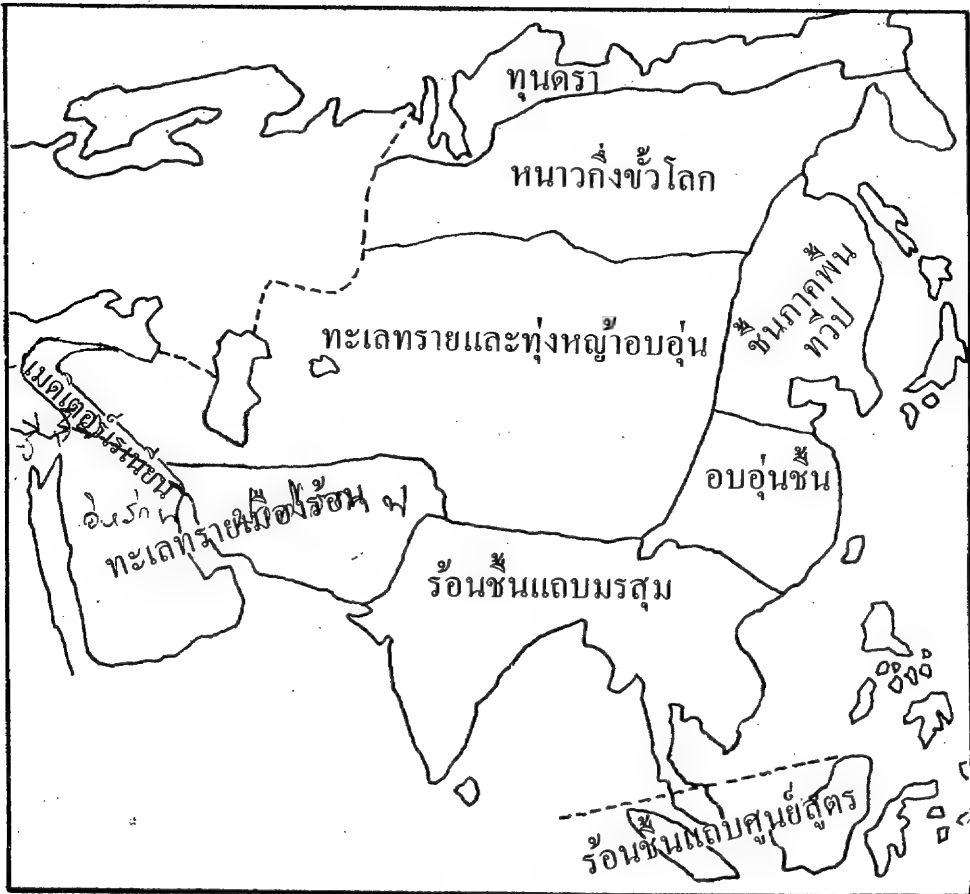 ทุนดรา
หนาวกึ่งขั้วโลก
ชื้นภาคพื้น
ทวีป
ทะเลทรายและทุ่งหญ้าอบอุ่น
เมดิเตอร์เรเนียน
อบอุ่นชื้น
ทะเลทรายเมืองร้อน
ร้อนชื้นแถบมรสุม
ร้อนชื้นแถบศูนย์สูตร